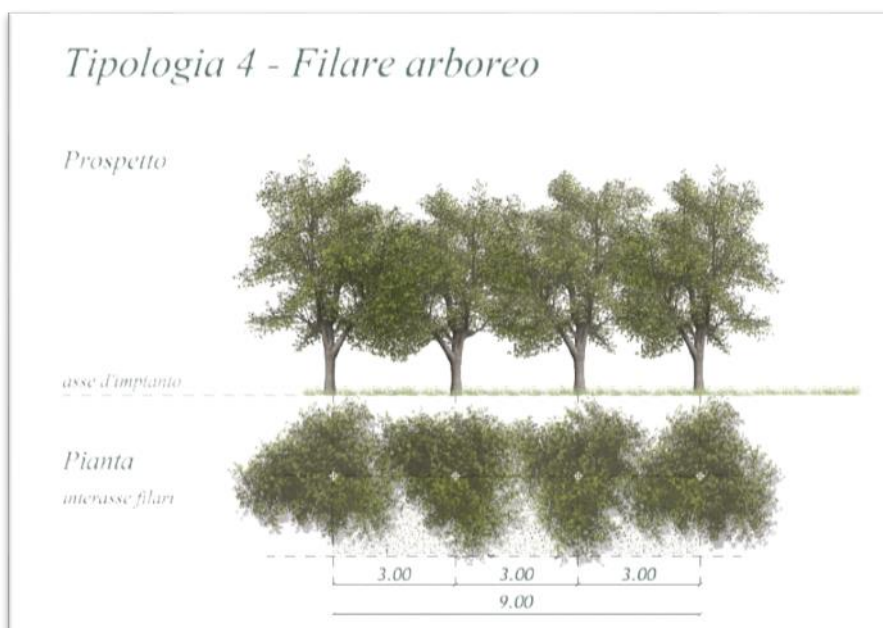 Tipologia 4 - Filare arboreo
Prospetto
asse d'impianto
Pianta
interasse filari
3.00 3.00 3.00
9.00